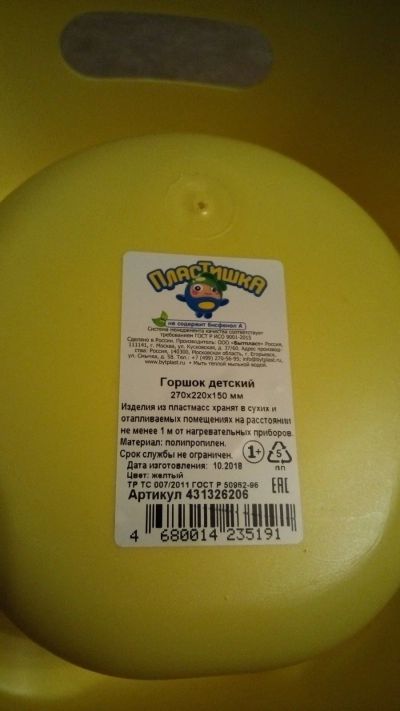 ПЛАСТИШКА
не содержит бисфенол А
Система менеджмента качества соответствует
требованиям ГОСТ Р ИСО 9001-2015
Сделано в России. Производитель: ООО «Бытпласт» Россия,
111141, г. Москва, ул. Кусковская, д. 37/60. Адрес производ-
ства: Россия, 140300, Московская область, г. Егорьевск,
ул. Смычка, д. 58. Тел.: +7 (499) 270-56-95; info@bytplast.ru,
www.bytplast.ru • Мыть теплой мыльной водой.
Горшок детский
270х220х150 мм
Изделия из пластмасс хранят в сухих и
отапливаемых помещениях на расстоянии
не менее 1 м от нагревательных приборов.
Материал: полипропилен.
Срок службы не ограничен.
1+
5
ПП
Дата изготовления: 10.2018
Цвет: желтый
ЕАС
ТР ТС 007/2011 ГОСТ Р 50962-96
Артикул 431326206
4 680014 235191